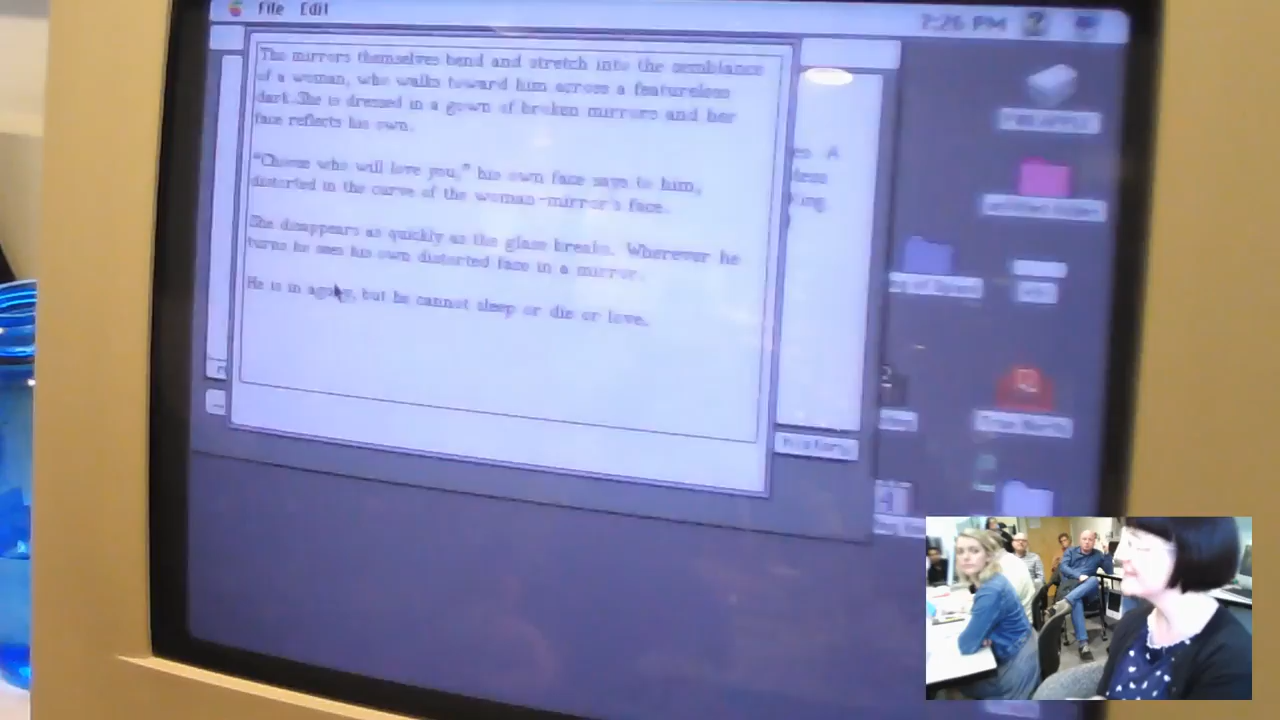 File Edit
7:26 PM
The mirrors themselves bend and stretch into the semblance
of a woman, who walks toward him across a featureless
dark. She is dressed in a gown of broken mirrors and her
face reflects his own.
"Choose who will love you," his own face says to him,
distorted in the curve of the woman-mirror's face.
She disappears as quickly as the glass breaks. Wherever he
turns he sees his own distorted face in a mirror.
He is in agony, but he cannot sleep or die or love.
history